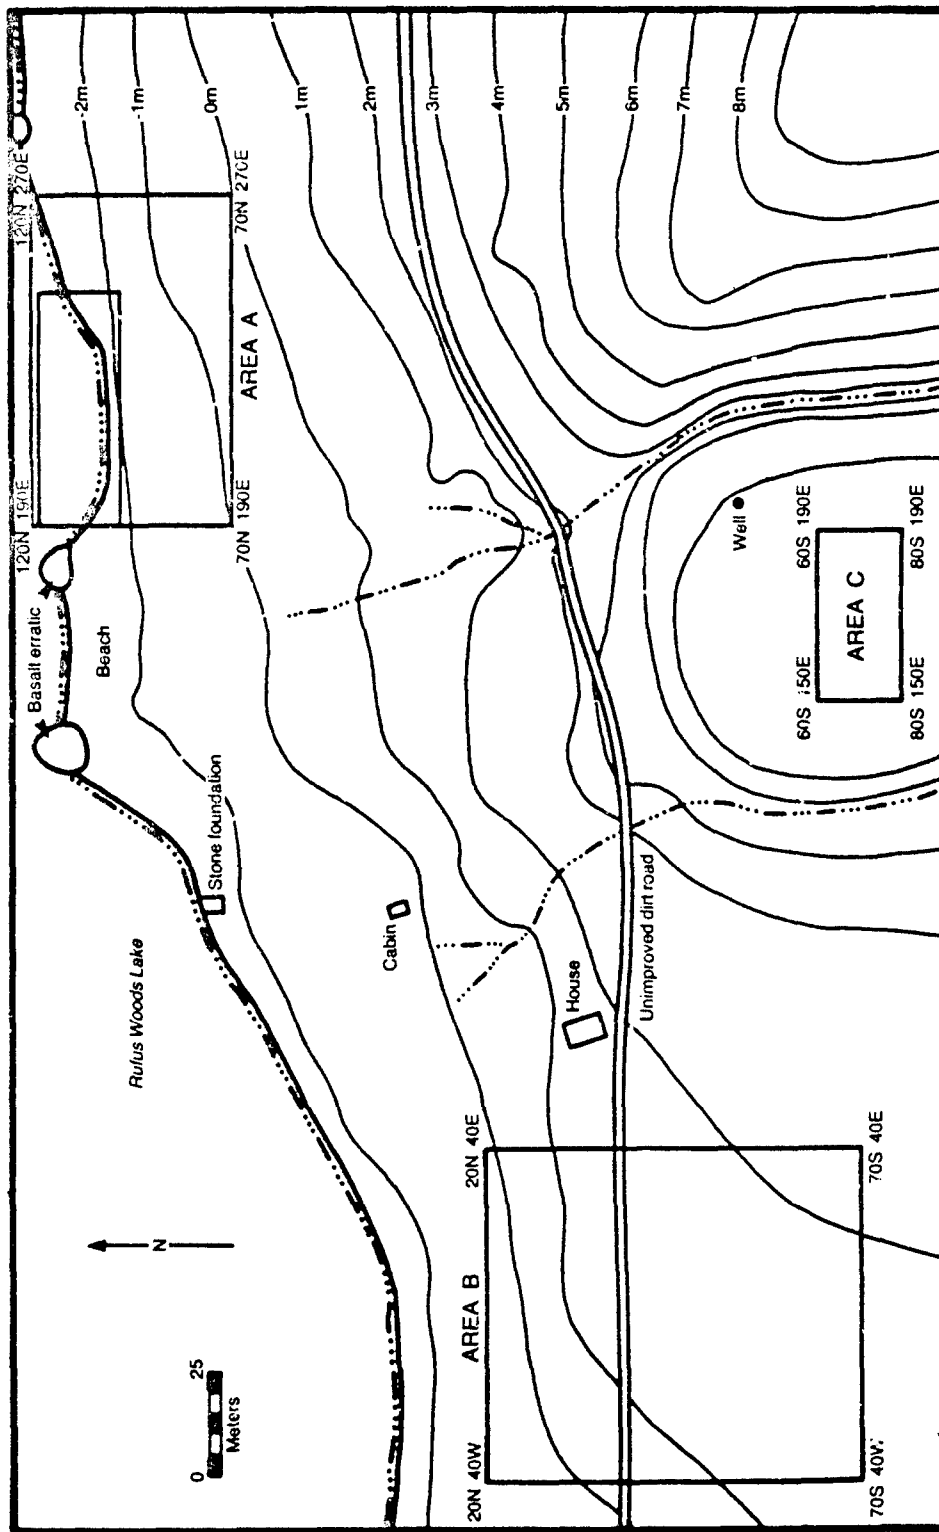 Rufus Woods Lake
N
0 25
Meters
Basalt erratic
Beach
Stone foundation
Cabin
House
Unimproved dirt road
Well
120N 190E
120N 270E
70N 190E
70N 270E
AREA A
AREA B
20N 40W
20N 40E
70S 40W
70S 40E
60S 150E
60S 190E
AREA C
80S 150E
80S 190E
-2m
-1m
0m
1m
2m
3m
4m
5m
6m
7m
8m